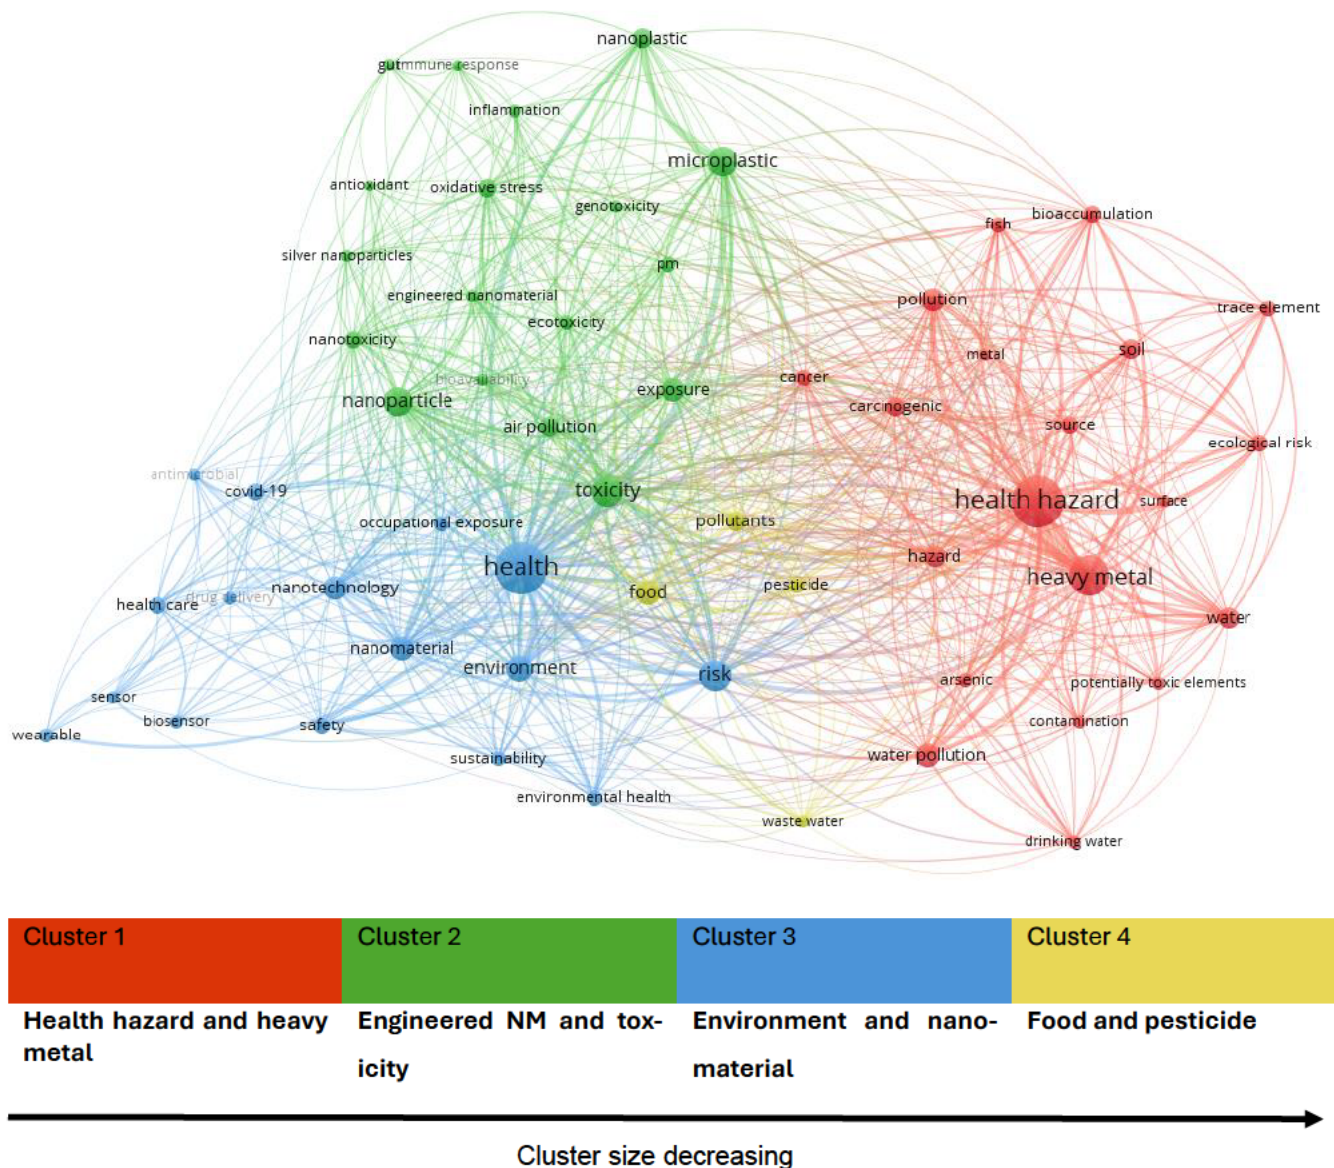 nanoplastic
gut
immune response
inflammation
microplastic
antioxidant
oxidative stress
genotoxicity
bioaccumulation
fish
silver nanoparticles
pm
engineered nanomaterial
pollution
trace element
ecotoxicity
nanotoxicity
metal
soil
bioavailability
cancer
exposure
nanoparticle
carcinogenic
air pollution
source
ecological risk
antimicrobial
covid-19
toxicity
health hazard
surface
occupational exposure
pollutants
hazard
health
heavy metal
nanotechnology
food
pesticide
health care
drug delivery
water
nanomaterial
environment
risk
arsenic
potentially toxic elements
sensor
biosensor
safety
contamination
wearable
sustainability
water pollution
environmental health
waste water
drinking water
Cluster 1
Cluster 2
Cluster 3
Cluster 4
Health hazard and heavy
metal
Engineered NM and tox-
icity
Environment and nano-
material
Food and pesticide
Cluster size decreasing